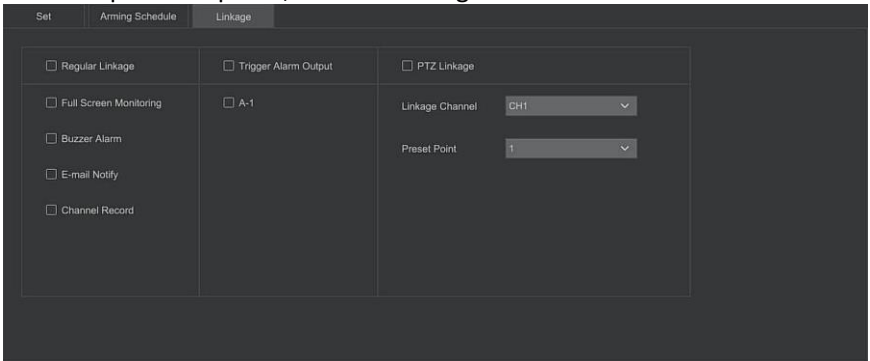 Set Arming Schedule Linkage
Regular Linkage Trigger Alarm Output PTZ Linkage
Full Screen Monitoring A-1 Linkage Channel CH1
Buzzer Alarm Preset Point 1
E-mail Notify
Channel Record